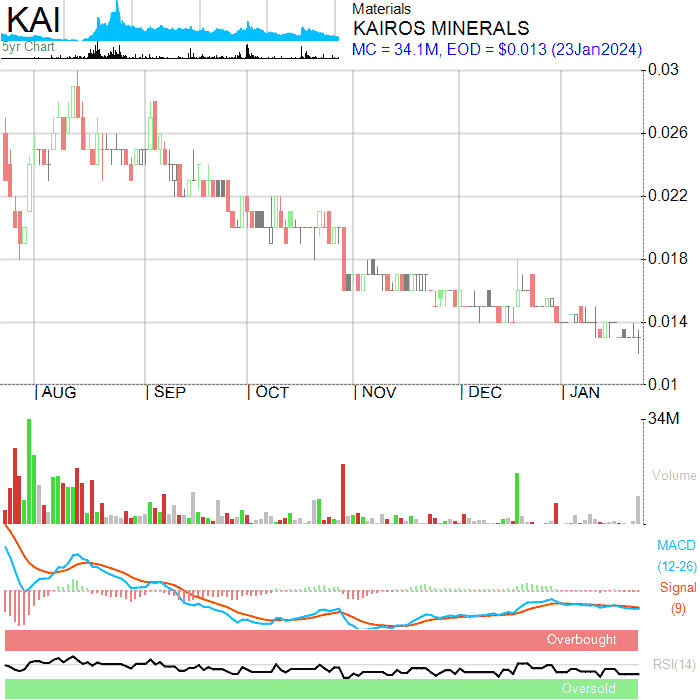 KAI
5yr Chart
Materials
KAIROS MINERALS
MC = 34.1M, EOD = $0.013 (23Jan2024)
0.03
0.026
0.022
0.018
0.014
0.01
|AUG |SEP |OCT |NOV |DEC |JAN
34M
Volume
MACD
(12-26)
Signal
(9)
Overbought
RSI(14)
Oversold